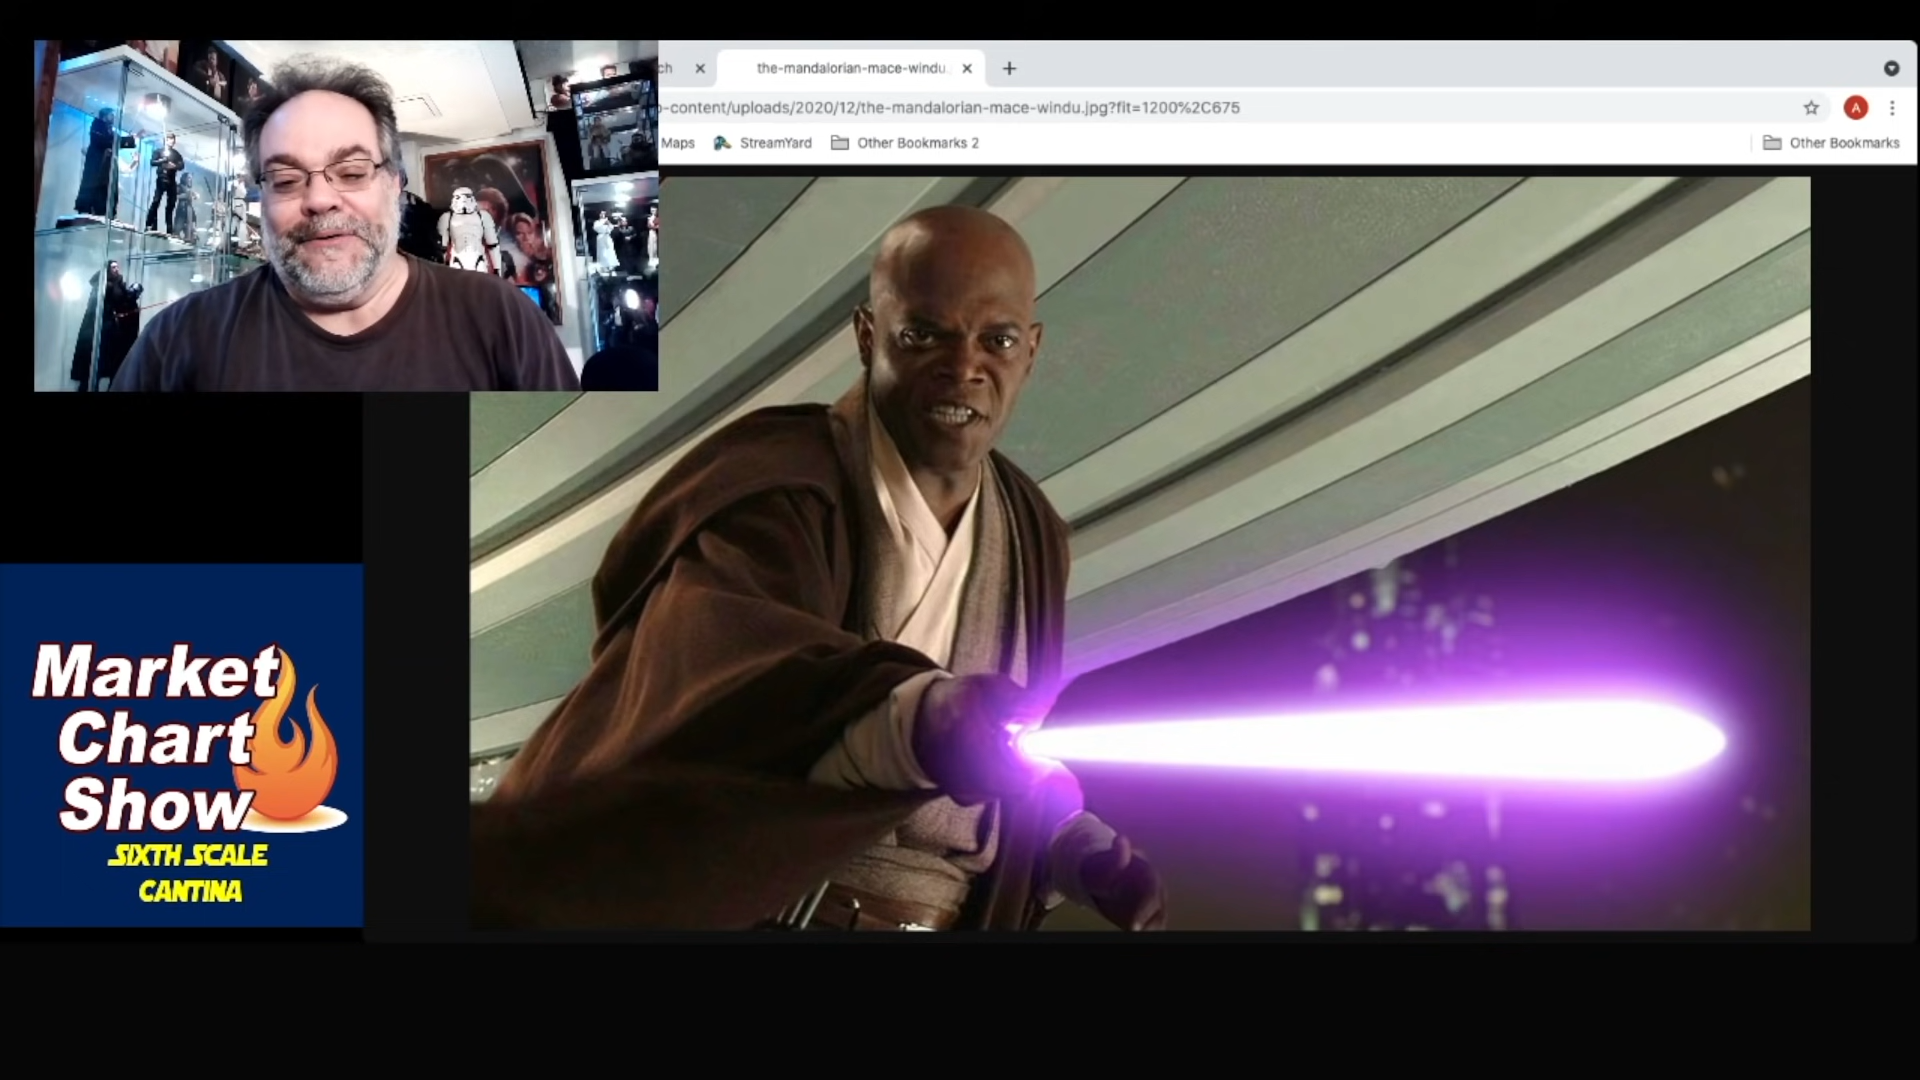 ch
the-mandalorian-mace-windu
-content/uploads/2020/12/the-mandalorian-mace-windu.jpg?fit=1200%2C675
A
Maps
StreamYard
Other Bookmarks 2
Other Bookmarks
Market
Chart
Show
SIXTH SCALE
CANTINA